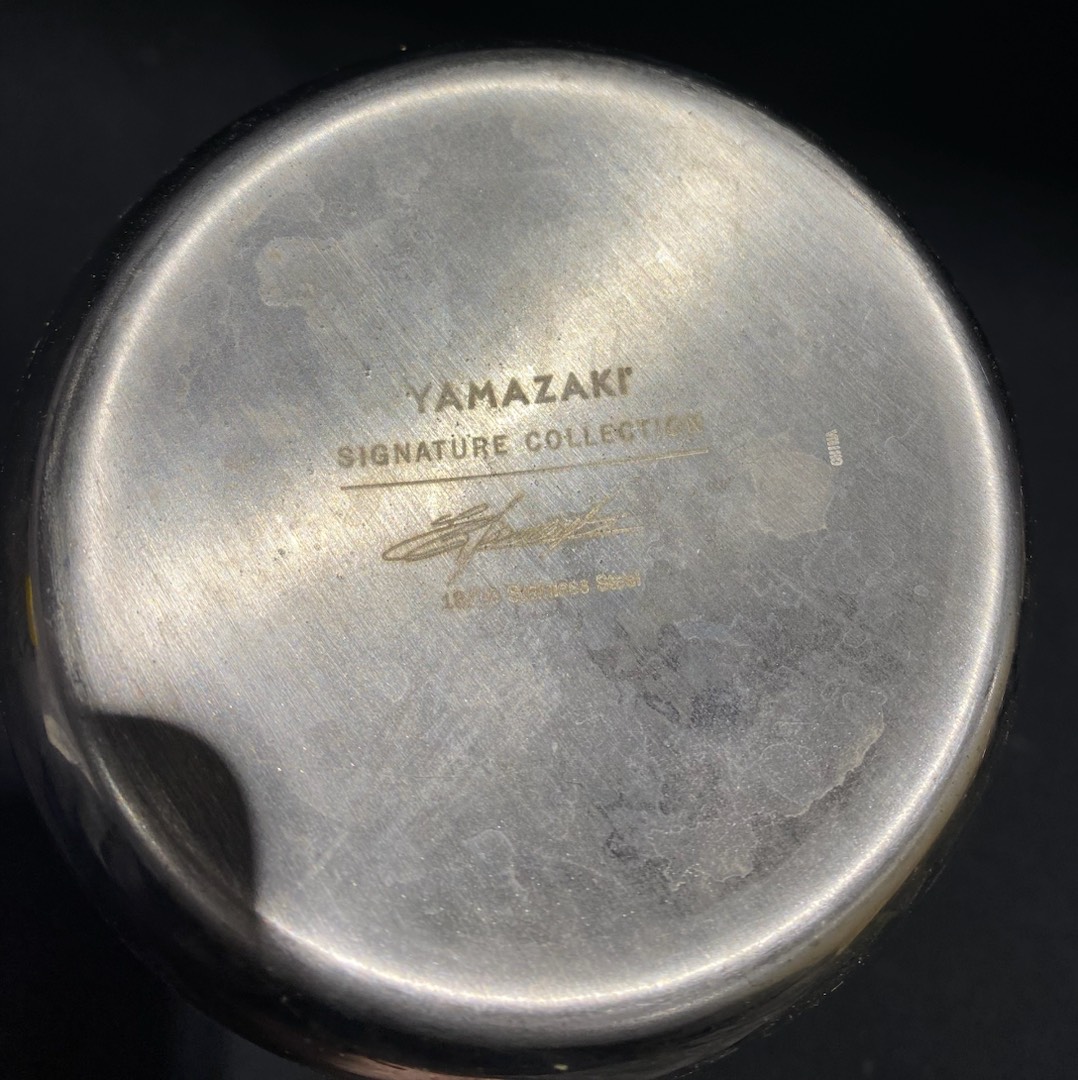 YAMAZAKI®
SIGNATURE COLLECTION
Stainless Steel
CHINA